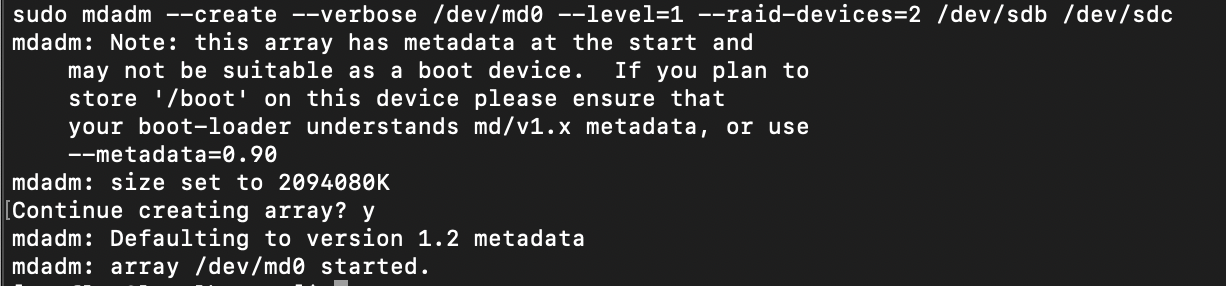 sudo mdadm --create --verbose /dev/md0 --level=1 --raid-devices=2 /dev/sdb /dev/sdc
mdadm: Note: this array has metadata at the start and
    may not be suitable as a boot device.  If you plan to
    store '/boot' on this device please ensure that
    your boot-loader understands md/v1.x metadata, or use
    --metadata=0.90
mdadm: size set to 2094080K
[Continue creating array? y
mdadm: Defaulting to version 1.2 metadata
mdadm: array /dev/md0 started.